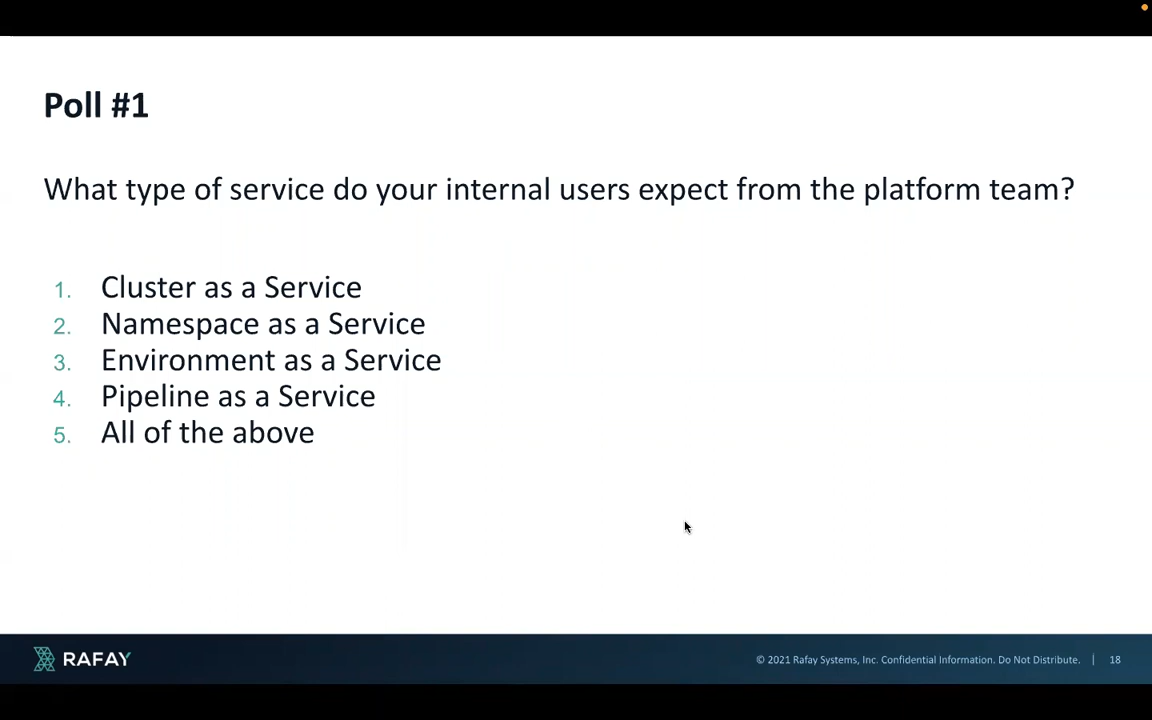 Poll #1
What type of service do your internal users expect from the platform team?
1. Cluster as a Service
2. Namespace as a Service
3. Environment as a Service
4. Pipeline as a Service
5. All of the above
RAFAY
© 2021 Rafay Systems, Inc. Confidential Information. Do Not Distribute. | 18